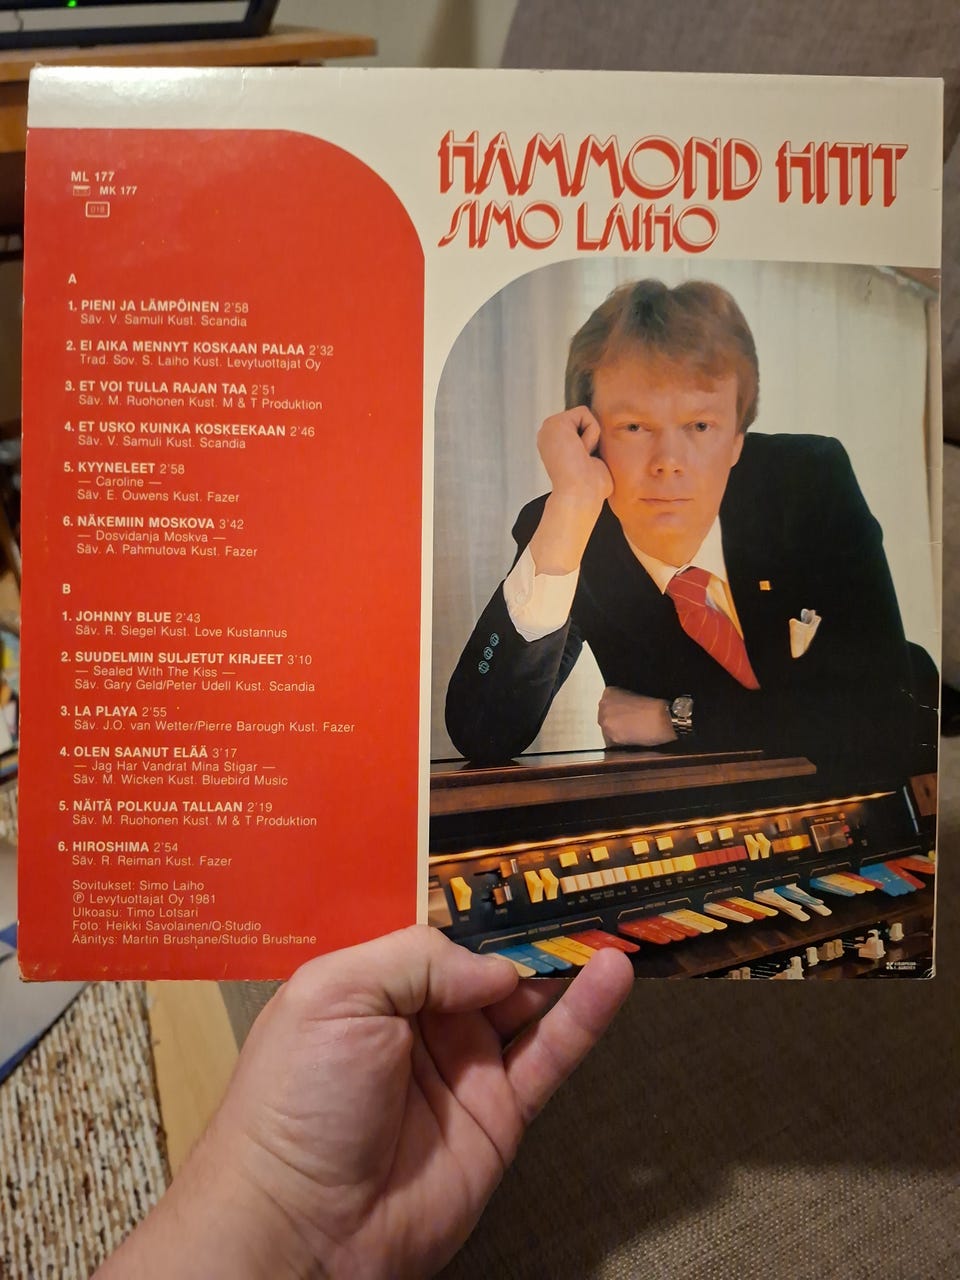 HAMMOND HITIT
SIMO LAIHO
ML 177
MK 177
018
A
1. PIENI JA LÄMPÖINEN 2'58
Säv. V. Samuli Kust. Scandia
2. EI AIKA MENNYT KOSKAAN PALAA 2'32
Trad. Sov. S. Laiho Kust. Levytuottajat Oy
3. ET VOI TULLA RAJAN TAA 2'51
Säv. M. Ruohonen Kust. M & T Produktion
4. ET USKO KUINKA KOSKEEKAAN 2'46
Säv. V. Samuli Kust. Scandia
5. KYYNELEET 2'58
— Caroline —
Säv. E. Ouwens Kust. Fazer
6. NÄKEMIIN MOSKOVA 3'42
— Dosvidanja Moskva —
Säv. A. Pahmutova Kust. Fazer
B
1. JOHNNY BLUE 2'43
Säv. R. Siegel Kust. Love Kustannus
2. SUUDELMIN SULJETUT KIRJEET 3'10
— Sealed With The Kiss —
Säv. Gary Geld/Peter Udell Kust. Scandia
3. LA PLAYA 2'55
Säv. J.O. van Wetter/Pierre Barough Kust. Fazer
4. OLEN SAANUT ELÄÄ 3'17
— Jag Har Vandrat Mina Stigar —
Säv. M. Wicken Kust. Bluebird Music
5. NÄITÄ POLKUJA TALLAAN 2'19
Säv. M. Ruohonen Kust. M & T Produktion
6. HIROSHIMA 2'54
Säv. R. Reiman Kust. Fazer
Sovitukset: Simo Laiho
Ⓟ Levytuottajat Oy 1981
Ulkoasu: Timo Lotsari
Foto: Heikki Savolainen/Q-Studio
Äänitys: Martin Brushane/Studio Brushane